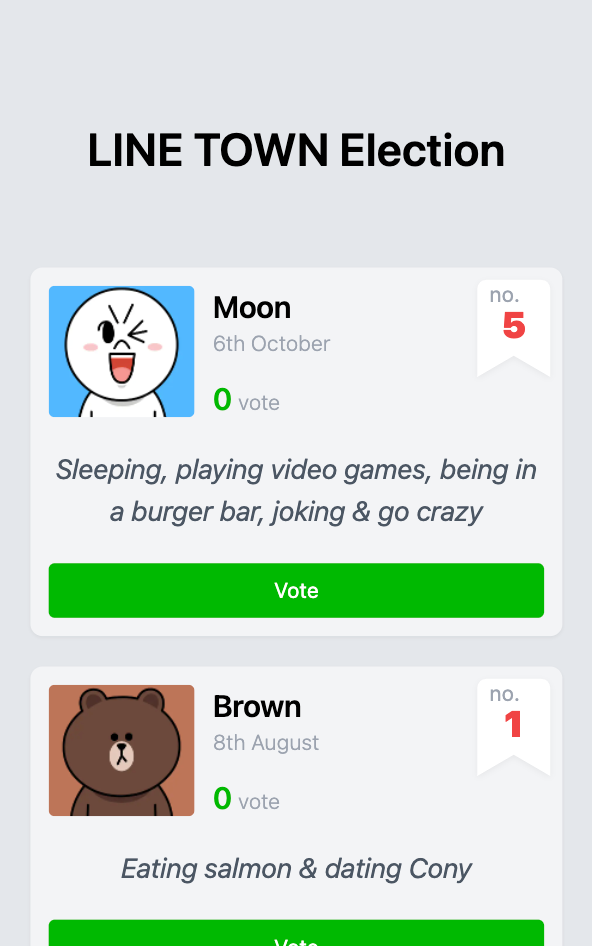 LINE TOWN Election
Moon
no.
5
6th October
0 vote
Sleeping, playing video games, being in
a burger bar, joking & go crazy
Vote
Brown
no.
1
8th August
0 vote
Eating salmon & dating Cony
Vote